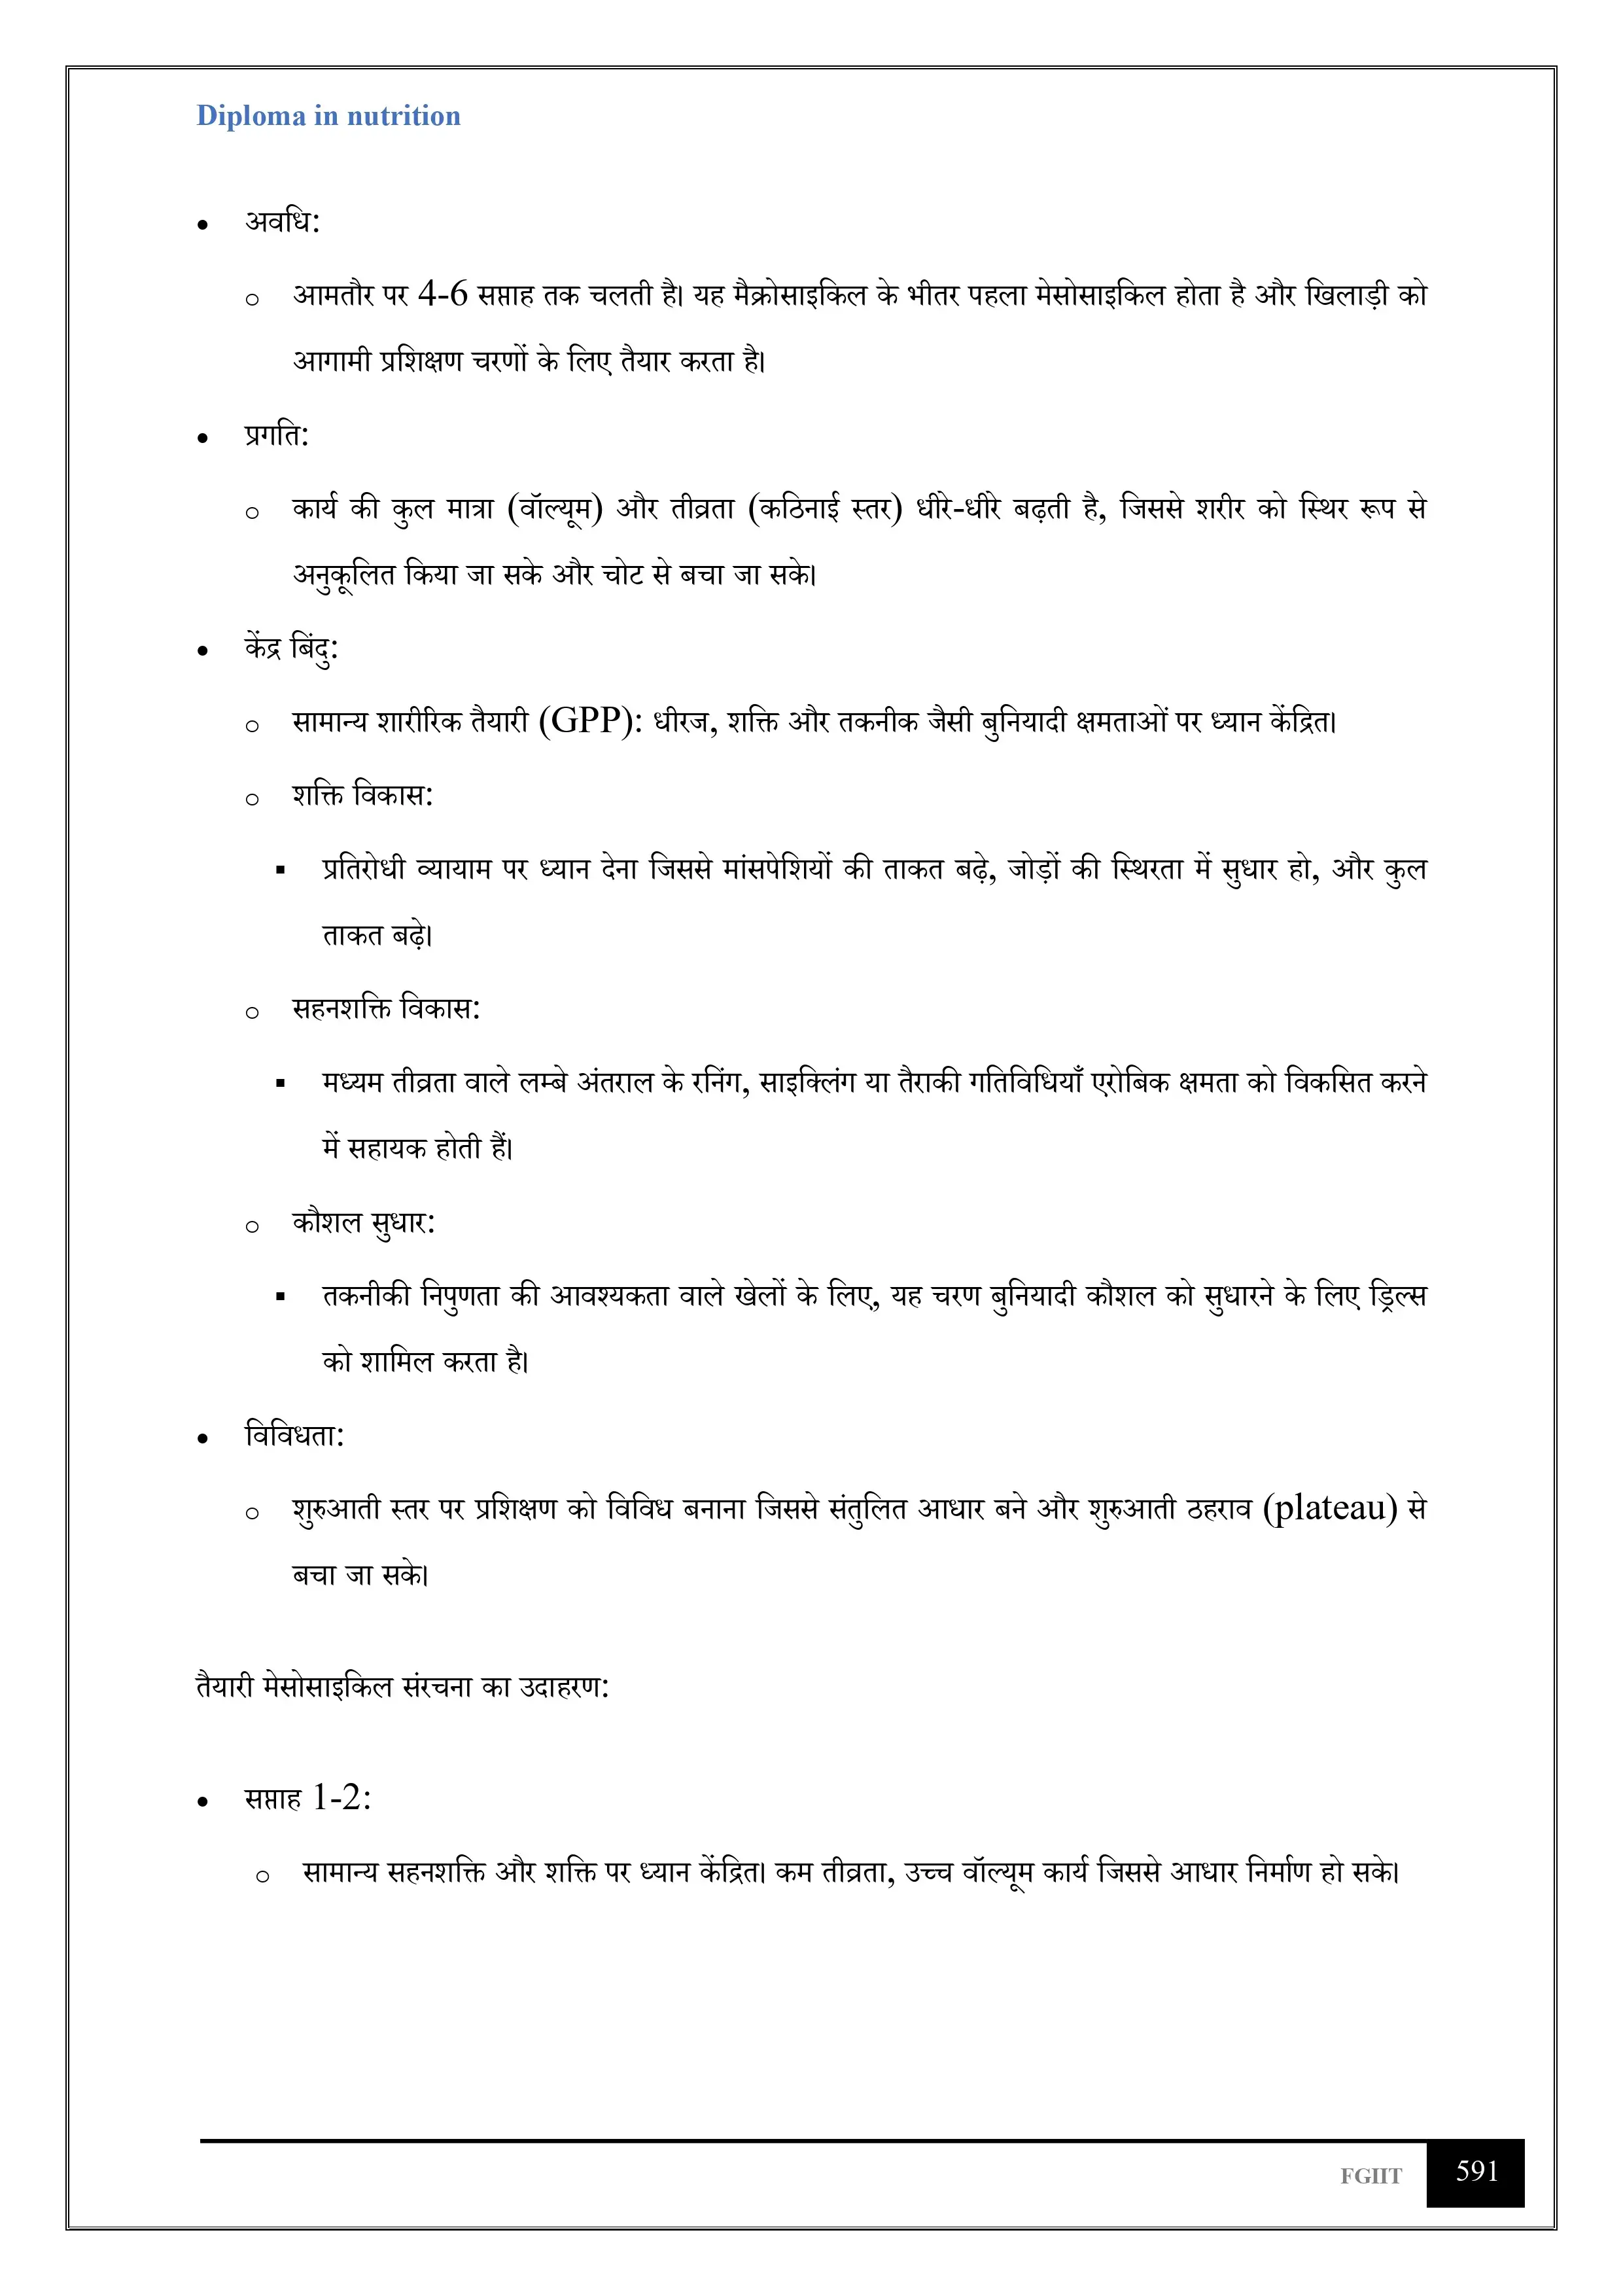 Diploma in nutrition
• अवधि:
o आमतौर पर 4-6 सप्ताह तक चलती है। यह मैक्रोसाइकिल के भीतर पहला मेसोसाइकिल होता है और खिलाड़ी को
आगामी प्रशिक्षण चरणों के लिए तैयार करता है।
• प्रगति:
o कार्य की कुल मात्रा (वॉल्यूम) और तीव्रता (कठिनाई स्तर) धीरे-धीरे बढ़ती है, जिससे शरीर को स्थिर रूप से
अनुकूलित किया जा सके और चोट से बचा जा सके।
• केंद्र बिंदु:
o सामान्य शारीरिक तैयारी (GPP): धीरज, शक्ति और तकनीक जैसी बुनियादी क्षमताओं पर ध्यान केंद्रित।
o शक्ति विकास:
▪ प्रतिरोधी व्यायाम पर ध्यान देना जिससे मांसपेशियों की ताकत बढ़े, जोड़ों की स्थिरता में सुधार हो, और कुल
ताकत बढ़े।
o सहनशक्ति विकास:
▪ मध्यम तीव्रता वाले लम्बे अंतराल के रनिंग, साइक्लिंग या तैराकी गतिविधियाँ एरोबिक क्षमता को विकसित करने
में सहायक होती हैं।
o कौशल सुधार:
▪ तकनीकी निपुणता की आवश्यकता वाले खेलों के लिए, यह चरण बुनियादी कौशल को सुधारने के लिए ड्रिल्स
को शामिल करता है।
• विविधता:
o शुरुआती स्तर पर प्रशिक्षण को विविध बनाना जिससे संतुलित आधार बने और शुरुआती ठहराव (plateau) से
बचा जा सके।
तैयारी मेसोसाइकिल संरचना का उदाहरण:
• सप्ताह 1-2:
o सामान्य सहनशक्ति और शक्ति पर ध्यान केंद्रित। कम तीव्रता, उच्च वॉल्यूम कार्य जिससे आधार निर्माण हो सके।
FGIIT 591